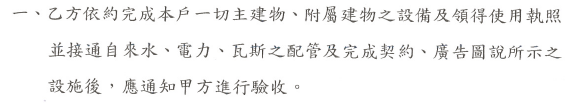 一、乙方依約完成本戶一切主建物、附屬建物之設備及領得使用執照
並接通自來水、電力、瓦斯之配管及完成契約、廣告圖說所示之
設施後，應通知甲方進行驗收。